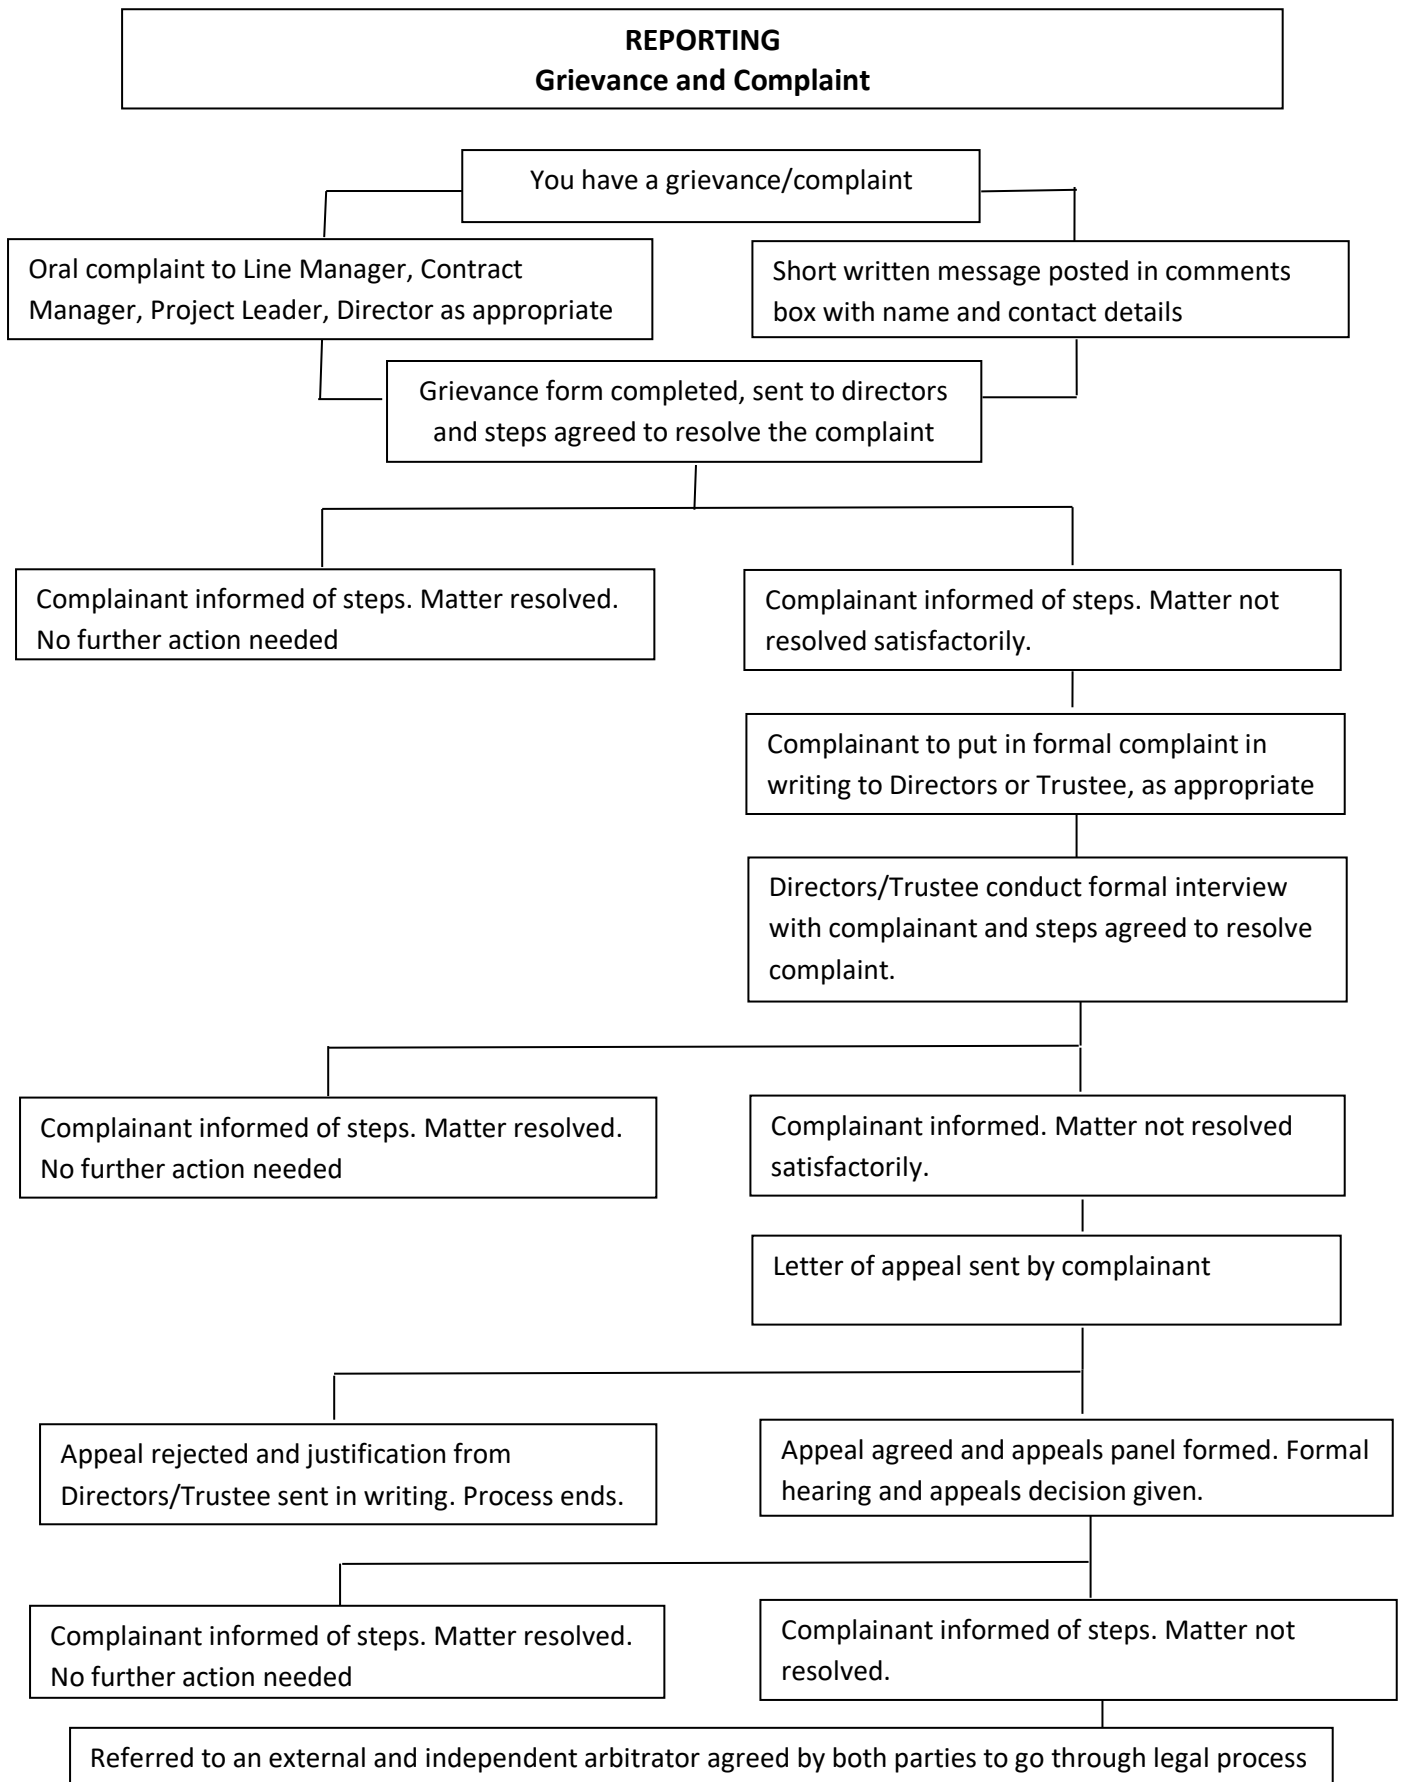 REPORTING
Grievance and Complaint
You have a grievance/complaint
Oral complaint to Line Manager, Contract
Manager, Project Leader, Director as appropriate
Short written message posted in comments
box with name and contact details
Grievance form completed, sent to directors
and steps agreed to resolve the complaint
Complainant informed of steps. Matter resolved.
No further action needed
Complainant informed of steps. Matter not
resolved satisfactorily.
Complainant to put in formal complaint in
writing to Directors or Trustee, as appropriate
Directors/Trustee conduct formal interview
with complainant and steps agreed to resolve
complaint.
Complainant informed of steps. Matter resolved.
No further action needed
Complainant informed. Matter not resolved
satisfactorily.
Letter of appeal sent by complainant
Appeal rejected and justification from
Directors/Trustee sent in writing. Process ends.
Appeal agreed and appeals panel formed. Formal
hearing and appeals decision given.
Complainant informed of steps. Matter resolved.
No further action needed
Complainant informed of steps. Matter not
resolved.
Referred to an external and independent arbitrator agreed by both parties to go through legal process